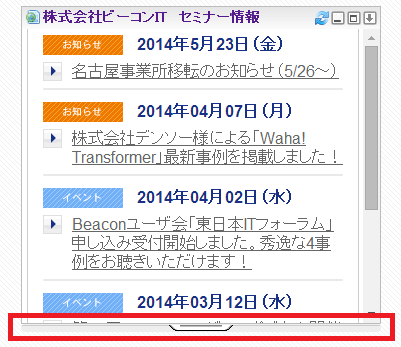 株式会社ビーコンIT セミナー情報
お知らせ 2014年5月23日(金)
名古屋事業所移転のお知らせ（5/26～）
お知らせ 2014年04月07日（月）
株式会社デンソー様による「Waha!
Transformer」最新事例を掲載しました！
イベント 2014年04月02日（水）
Beaconユーザ会「東日本ITフォーラム」
申し込み受付開始しました。秀逸な4事
例をお聴きいただけます！
イベント 2014年03月12日（水）